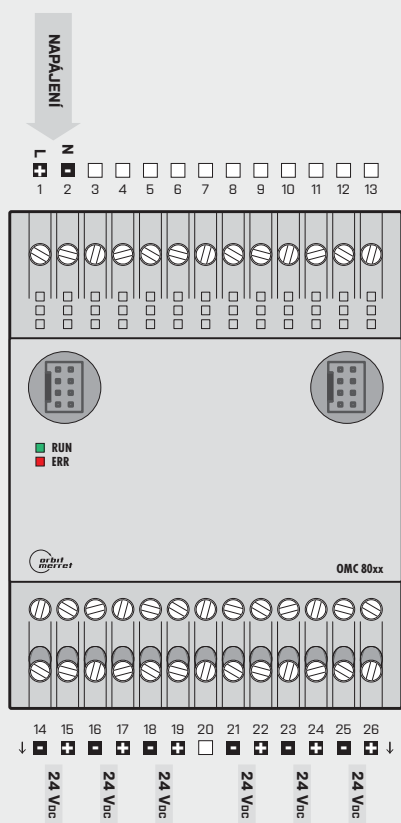 NAPÁJENÍ
L N
+ -
1 2 3 4 5 6 7 8 9 10 11 12 13
RUN
ERR
orbit
merret
OMC 80xx
14 15 16 17 18 19 20 21 22 23 24 25 26
↓ - + - + - + - + - + - + ↓
24 VDC 24 VDC 24 VDC 24 VDC 24 VDC 24 VDC